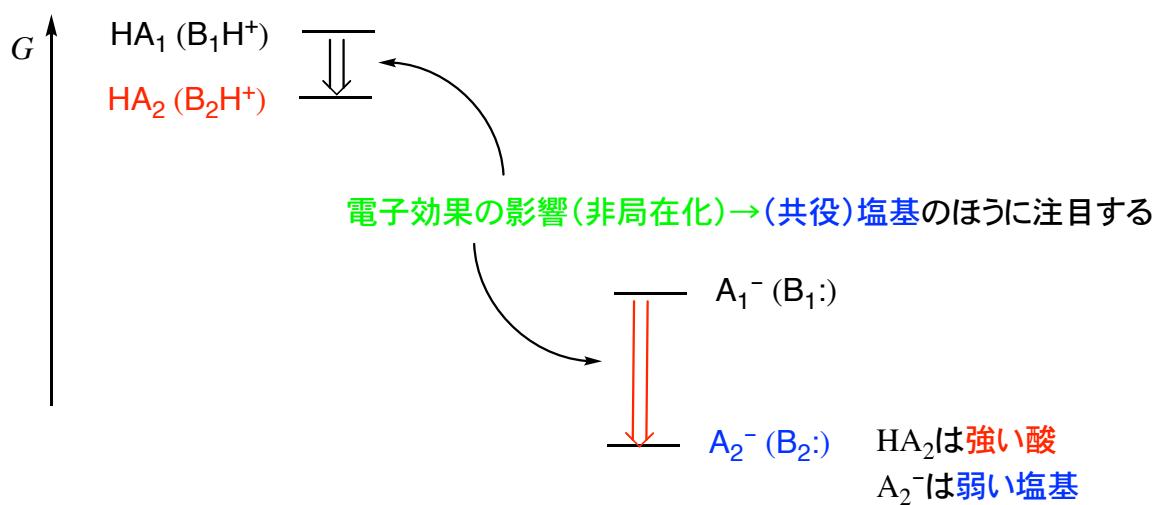 G
HA₁ (B₁H⁺)
HA₂ (B₂H⁺)
電子効果の影響(非局在化)→(共役)塩基のほうに注目する
A₁⁻ (B₁:)
A₂⁻ (B₂:)
HA₂は強い酸
A₂⁻は弱い塩基